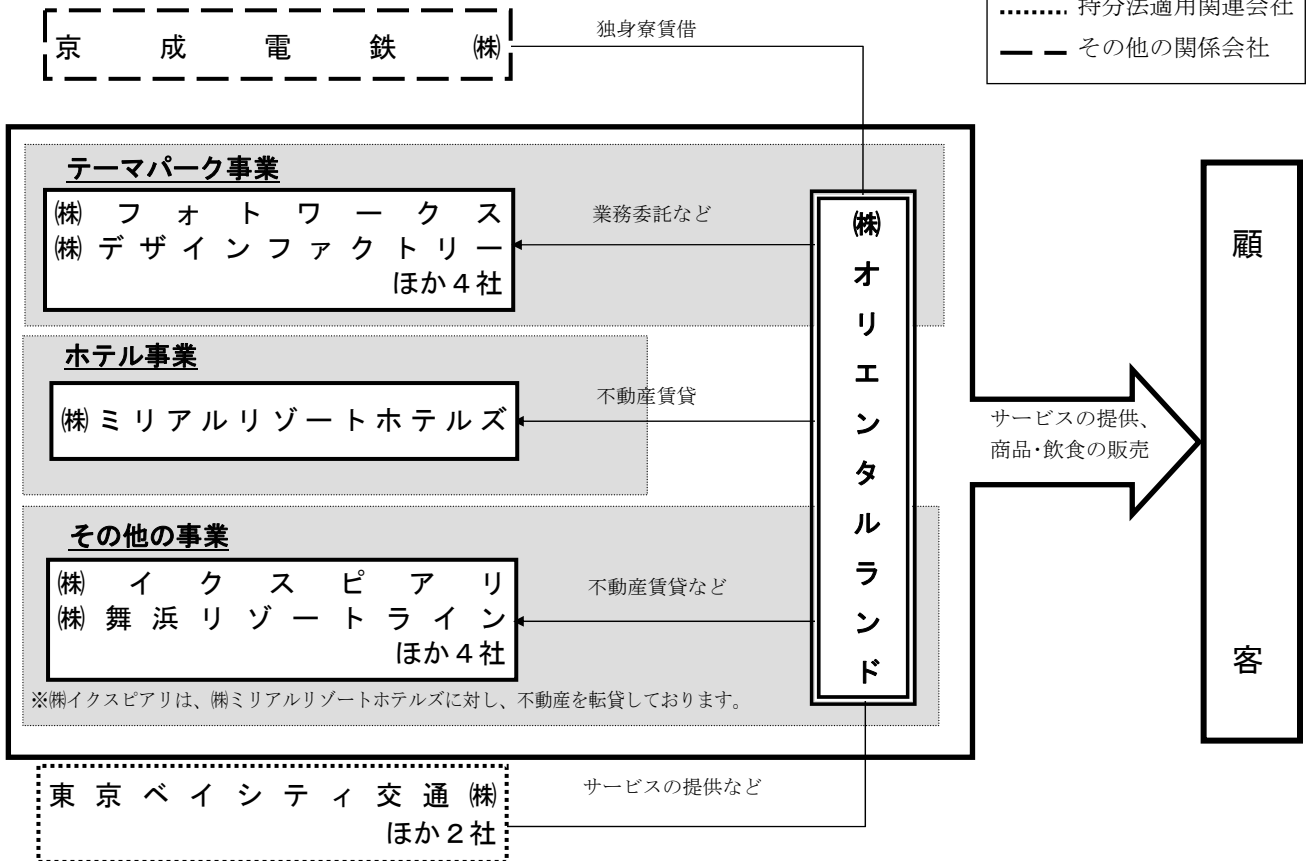 持分法適用関連会社
その他の関係会社
京成電鉄㈱
独身寮賃借
テーマパーク事業
㈱フォトワークス
㈱デザインファクトリー
ほか４社
業務委託など
ホテル事業
㈱ミリアルリゾートホテルズ
不動産賃貸
その他の事業
㈱イクスピアリ
㈱舞浜リゾートライン
ほか４社
不動産賃貸など
※㈱イクスピアリは、㈱ミリアルリゾートホテルズに対し、不動産を転貸しております。
㈱オリエンタルランド
サービスの提供、
商品・飲食の販売
顧客
東京ベイシティ交通㈱
ほか２社
サービスの提供など